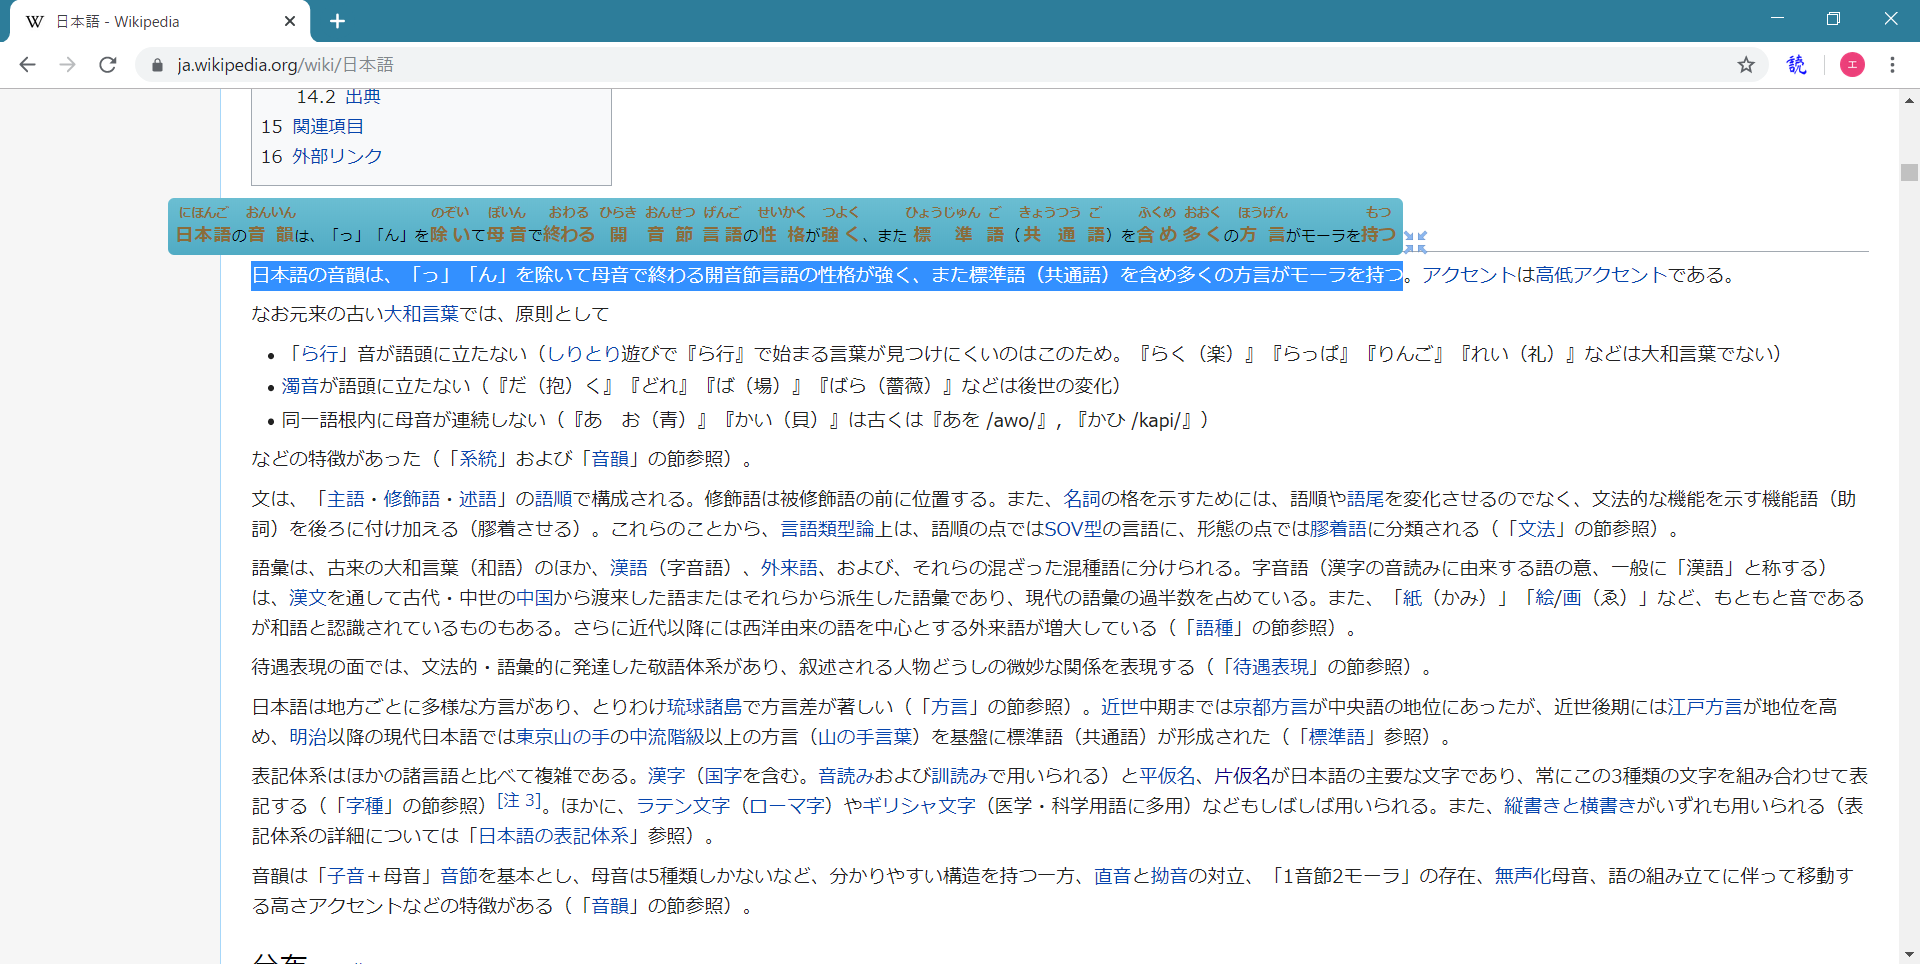 日本語 - Wikipedia
ja.wikipedia.org/wiki/日本語
読
エ
14.2 出典
15 関連項目
16 外部リンク
にほんご おんいん のぞい ぼいん おわる ひらき おんせつ げんご せいかく つよく ひょうじゅん ご きょうつう ご ふくめ おおく ほうげん もつ
日本語の音韻は、「っ」「ん」を除いて母音で終わる開音節言語の性格が強く、また標準語（共通語）を含め多くの方言がモーラを持つ
日本語の音韻は、「っ」「ん」を除いて母音で終わる開音節言語の性格が強く、また標準語（共通語）を含め多くの方言がモーラを持つ。アクセントは高低アクセントである。
なお元来の古い大和言葉では、原則として
• 「ら行」音が語頭に立たない（しりとり遊びで『ら行』で始まる言葉が見つけにくいのはこのため。『らく（楽）』『らっぱ』『りんご』『れい（礼）』などは大和言葉でない）
• 濁音が語頭に立たない（『だ（抱）く』『どれ』『ば（場）』『ばら（薔薇）』などは後世の変化）
• 同一語根内に母音が連続しない（『あ　お（青）』『かい（貝）』は古くは『あを /awo/』, 『かひ /kapi/』）
などの特徴があった（「系統」および「音韻」の節参照）。
文は、「主語・修飾語・述語」の語順で構成される。修飾語は被修飾語の前に位置する。また、名詞の格を示すためには、語順や語尾を変化させるのでなく、文法的な機能を示す機能語（助
詞）を後ろに付け加える（膠着させる）。これらのことから、言語類型論上は、語順の点ではSOV型の言語に、形態の点では膠着語に分類される（「文法」の節参照）。
語彙は、古来の大和言葉（和語）のほか、漢語（字音語）、外来語、および、それらの混ざった混種語に分けられる。字音語（漢字の音読みに由来する語の意、一般に「漢語」と称する）
は、漢文を通して古代・中世の中国から渡来した語またはそれらから派生した語彙であり、現代の語彙の過半数を占めている。また、「紙（かみ）」「絵/画（ゑ）」など、もともと音である
が和語と認識されているものもある。さらに近代以降には西洋由来の語を中心とする外来語が増大している（「語種」の節参照）。
待遇表現の面では、文法的・語彙的に発達した敬語体系があり、叙述される人物どうしの微妙な関係を表現する（「待遇表現」の節参照）。
日本語は地方ごとに多様な方言があり、とりわけ琉球諸島で方言差が著しい（「方言」の節参照）。近世中期までは京都方言が中央語の地位にあったが、近世後期には江戸方言が地位を高
め、明治以降の現代日本語では東京山の手の中流階級以上の方言（山の手言葉）を基盤に標準語（共通語）が形成された（「標準語」参照）。
表記体系はほかの諸言語と比べて複雑である。漢字（国字を含む。音読みおよび訓読みで用いられる）と平仮名、片仮名が日本語の主要な文字であり、常にこの3種類の文字を組み合わせて表
記する（「字種」の節参照）[注 3]。ほかに、ラテン文字（ローマ字）やギリシャ文字（医学・科学用語に多用）などもしばしば用いられる。また、縦書きと横書きがいずれも用いられる（表
記体系の詳細については「日本語の表記体系」参照）。
音韻は「子音＋母音」音節を基本とし、母音は5種類しかないなど、分かりやすい構造を持つ一方、直音と拗音の対立、「1音節2モーラ」の存在、無声化母音、語の組み立てに伴って移動す
る高さアクセントなどの特徴がある（「音韻」の節参照）。
分布